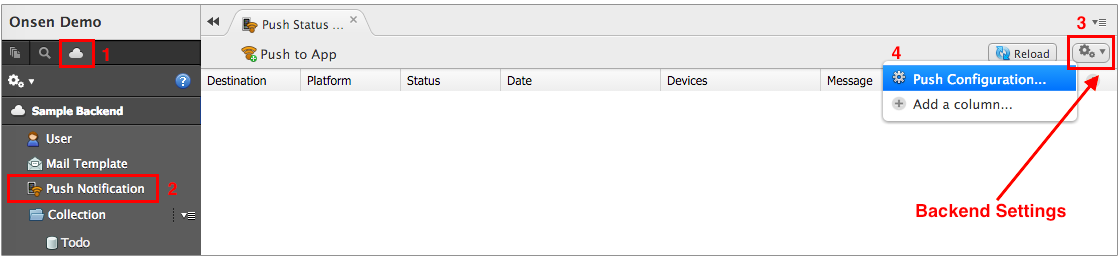 Onsen Demo
Push Status ...
3
1
Push to App
4
Reload
?
Destination Platform Status Date Devices Message
Push Configuration...
Add a column...
Sample Backend
User
Mail Template
Push Notification 2
Collection
Backend Settings
Todo